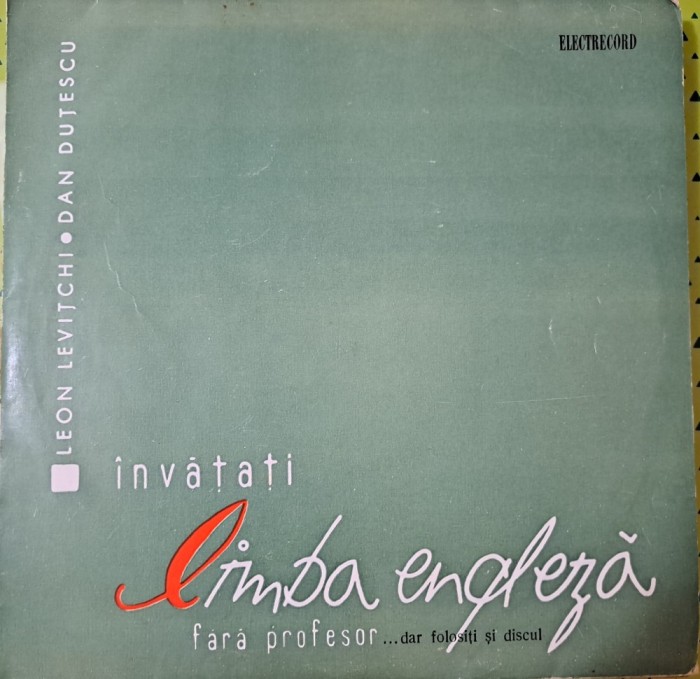 ELECTRECORD
LEON LEVIȚCHI • DAN DUȚESCU
învățați
limba engleză
fără profesor ...dar folosiți și discul